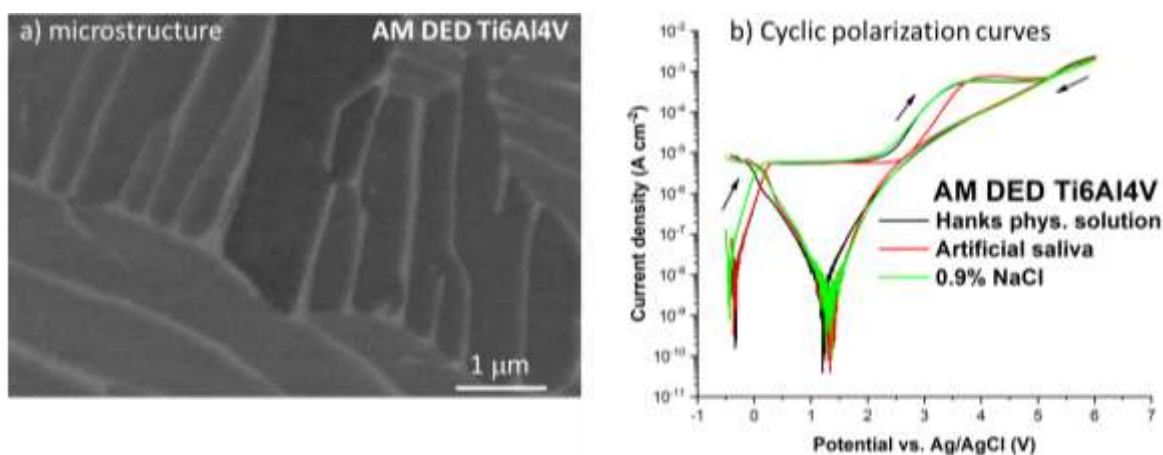 a) microstructure
AM DED Ti6Al4V
1 µm
b) Cyclic polarization curves
Current density (A cm⁻²)
10⁻²
10⁻³
10⁻⁴
10⁻⁵
10⁻⁶
10⁻⁷
10⁻⁸
10⁻⁹
10⁻¹⁰
10⁻¹¹
AM DED Ti6Al4V
Hanks phys. solution
Artificial saliva
0.9% NaCl
-1 0 1 2 3 4 5 6 7
Potential vs. Ag/AgCl (V)